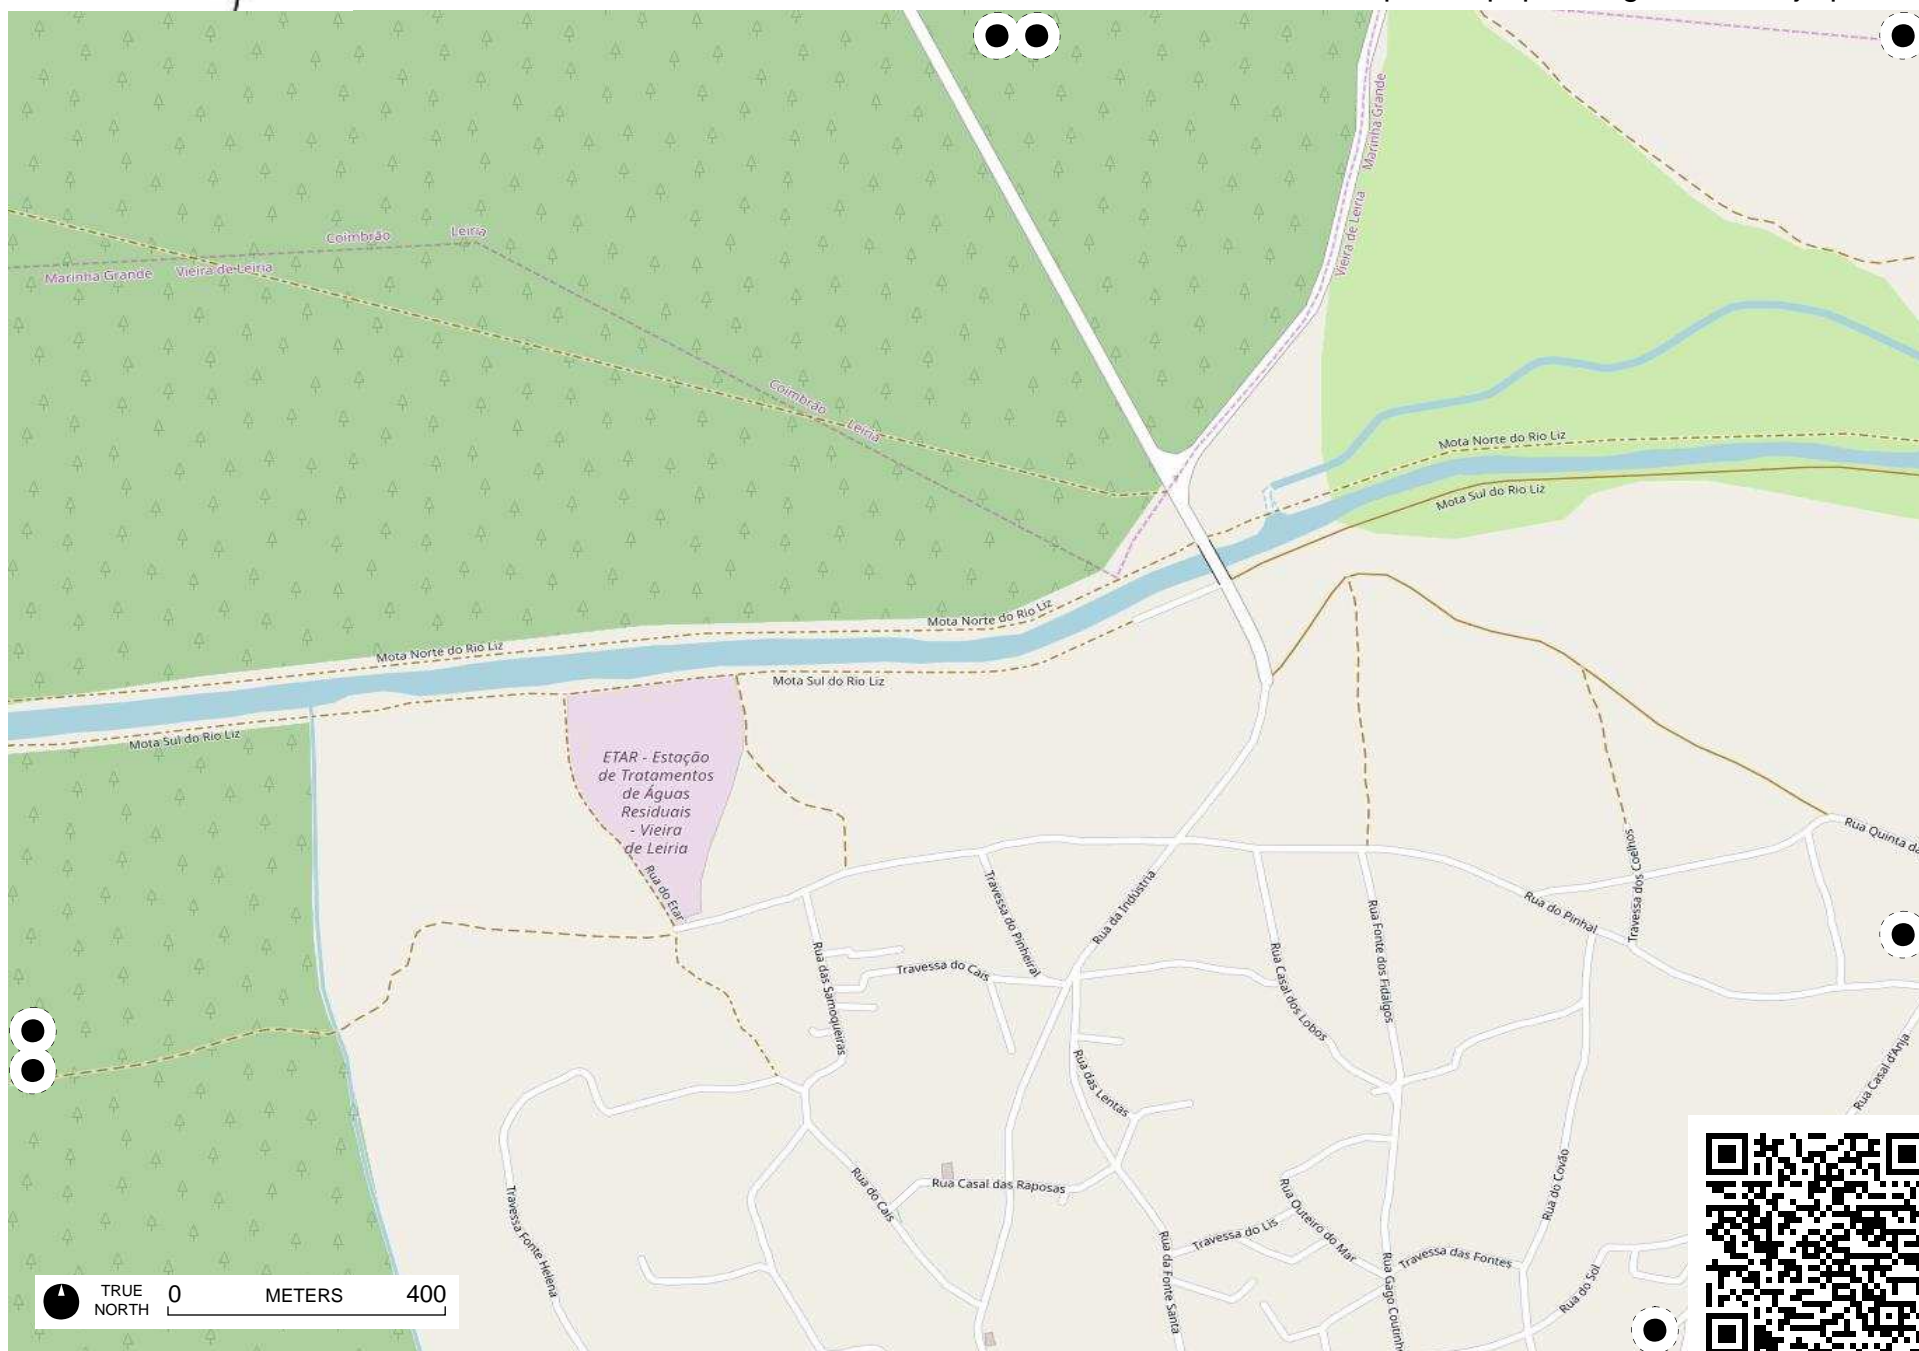 Marinha Grande
Vieira de Leiria
Coimbrão
Leiria
Marinha Grande
Vieira de Leiria
Coimbrão
Leiria
Mota Norte do Rio Liz
Mota Sul do Rio Liz
Mota Norte do Rio Liz
Mota Norte do Rio Liz
Mota Sul do Rio Liz
Mota Sul do Rio Liz
ETAR - Estação
de Tratamentos
de Águas
Residuais
- Vieira
de Leiria
Rua do Etar
Rua Quinta da
Travessa dos Coelhos
Rua do Pinhal
Travessa do Pinheiral
Rua da Indústria
Rua Fonte dos Fidalgos
Rua das Samoqueiras
Travessa do Cais
Rua Casal dos Lobos
Rua das Lentas
Rua Casal d'Anja
Rua do Cais
Rua Casal das Raposas
Travessa Fonte Helena
Rua do Covão
Rua Outeiro do Mar
Travessa do Lis
Rua da Fonte Santa
Travessa das Fontes
Rua Gago Coutinh
Rua do Sol
TRUE
NORTH
0 METERS 400